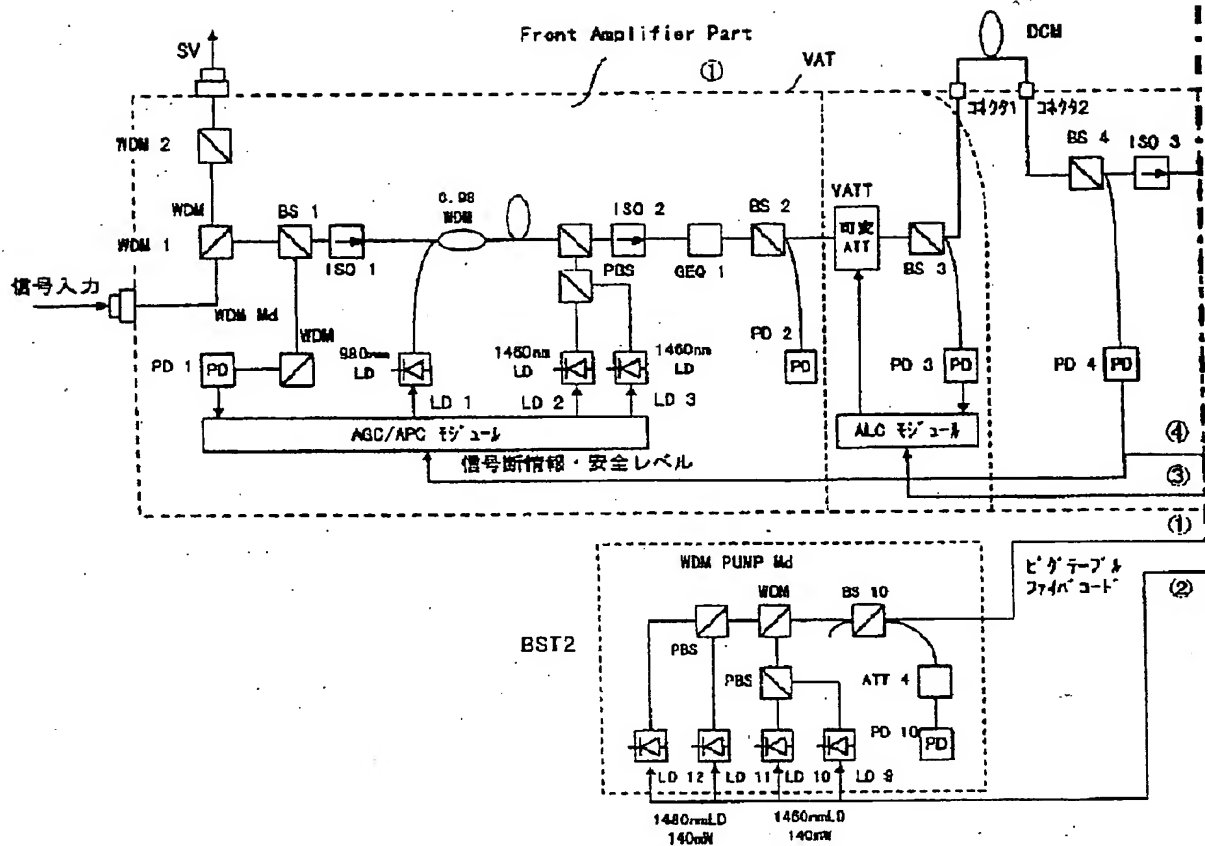 Front Amplifier Part
DCM
SV
①
VAT
コネクタ1
コネクタ2
WDM 2
BS 4
ISO 3
WDM
BS 1
0.98
WDM
ISO 2
BS 2
VATT
可変
ATT
WDM 1
ISO 1
PBS
GEQ 1
BS 3
信号入力
WDM Md
WDM
PD 2
PD 1
PD
980nm
LD
1460nm
LD
1460nm
LD
PD
PD 3
PD
PD 4
PD
LD 1
LD 2
LD 3
AGC/APC モジュール
ALC モジュール
信号断情報・安全レベル
④
③
①
WDM PUMP Md
ピグテーブル
ファイバコード
②
WDM
BS 10
BST2
PBS
PBS
ATT 4
PD 10
PD
LD 12
LD 11
LD 10
LD 9
1480nmLD
140mW
1460nmLD
140mW